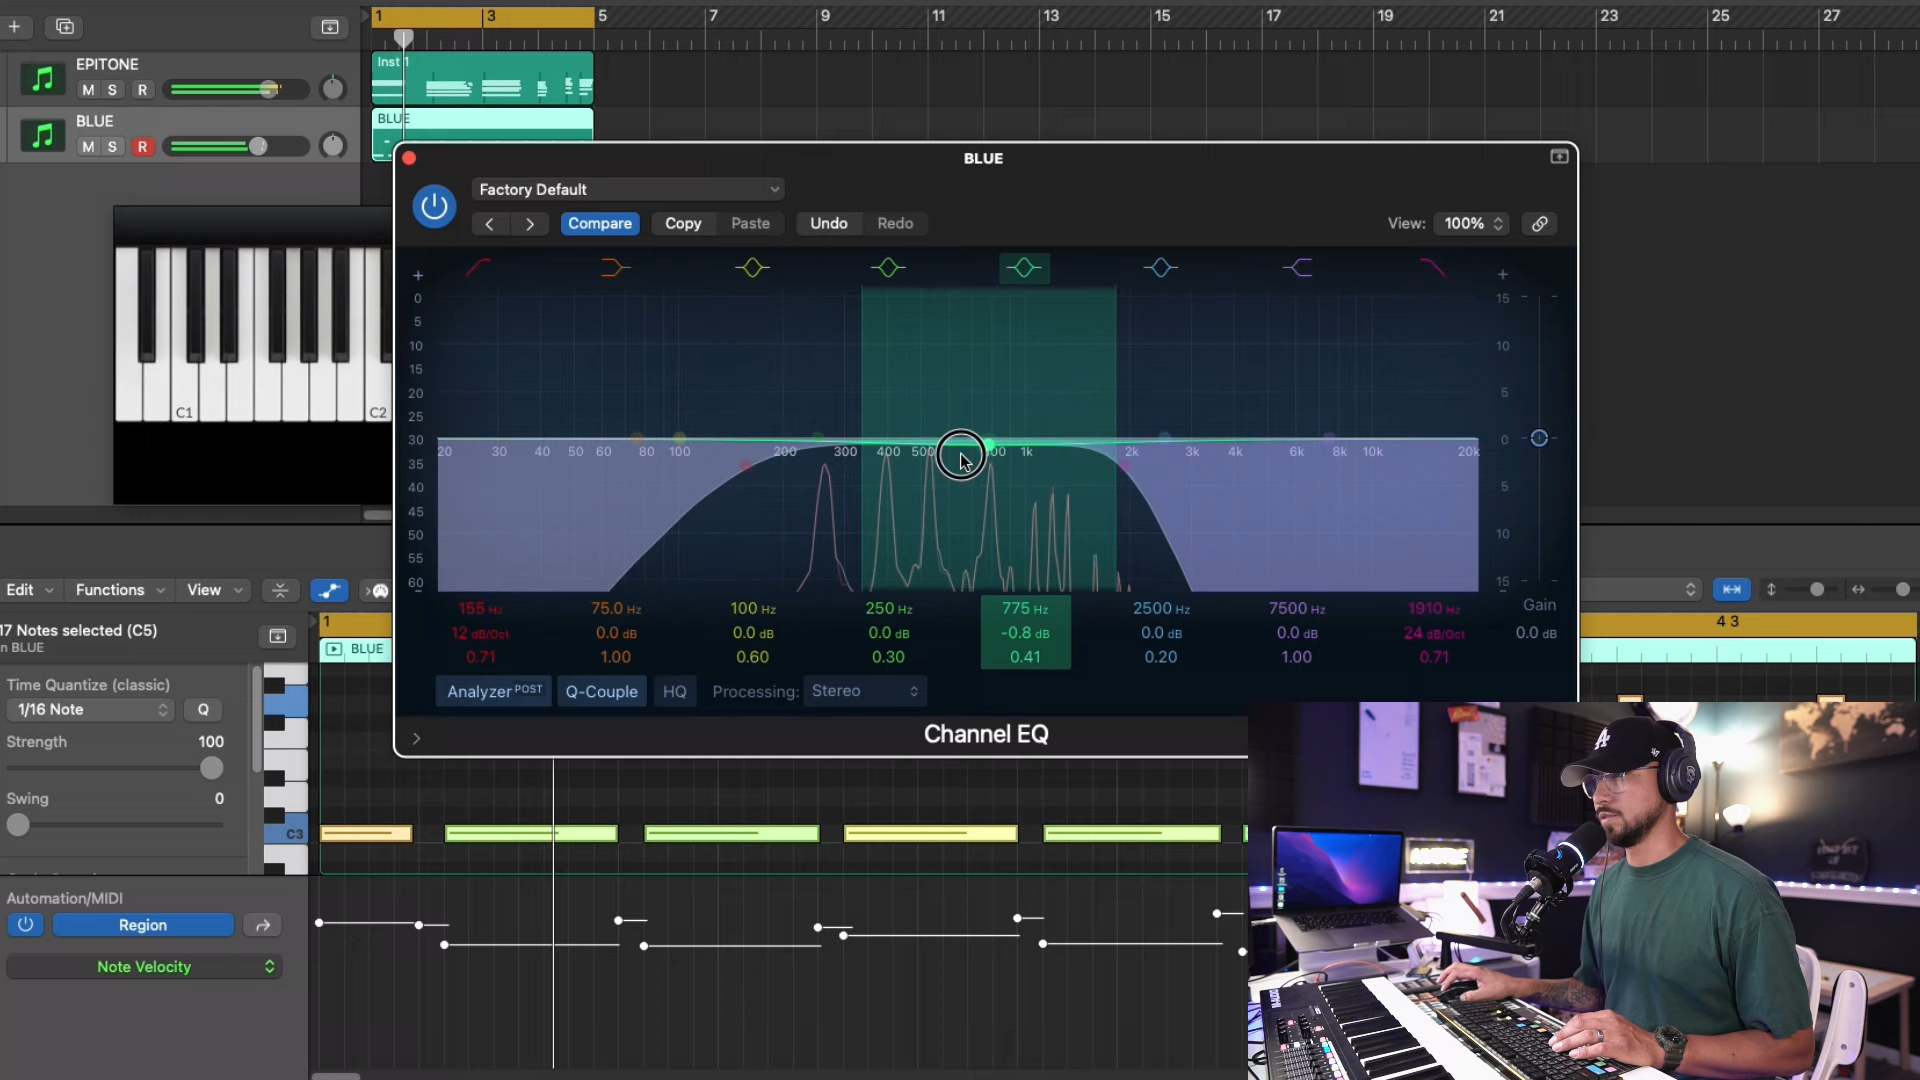 1 3 5 7 9 11 13 15 17 19 21 23 25 27
EPITONE
M S R
Inst 1
BLUE
M S R
BLUE
BLUE
Factory Default
Compare Copy Paste Undo Redo View: 100%
+ +
0 15
5
10 10
15
20 5
25
30 0
20 30 40 50 60 80 100 200 300 400 500 1k 2k 3k 4k 6k 8k 10k 20k
35
40 5
45
50 10
55
60 15
C1 C2
155 Hz 75.0 Hz 100 Hz 250 Hz 775 Hz 2500 Hz 7500 Hz 1910 Hz Gain
12 dB/Oct 0.0 dB 0.0 dB 0.0 dB -0.8 dB 0.0 dB 0.0 dB 24 dB/Oct 0.0 dB
0.71 1.00 0.60 0.30 0.41 0.20 1.00 0.71
Analyzer POST Q-Couple HQ Processing: Stereo
Channel EQ
Edit Functions View
17 Notes selected (C5)
n BLUE
1 4 3
BLUE
Time Quantize (classic)
1/16 Note Q
Strength 100
Swing 0
C3
Automation/MIDI
Region
Note Velocity
A
47
M-AUDIO